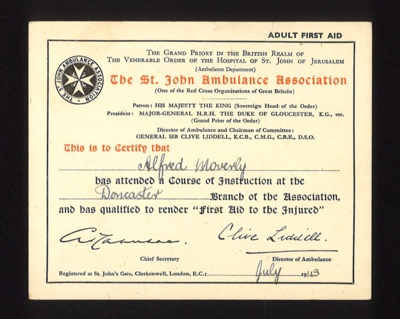 ADULT FIRST AID
THE GRAND PRIORY IN THE BRITISH REALM OF
THE VENERABLE ORDER OF THE HOSPITAL OF ST. JOHN OF JERUSALEM
(Ambulance Department)
The St. John Ambulance Association
(One of the Red Cross Organisations of Great Britain)
THE ST. JOHN AMBULANCE ASSOCIATION.
Patron: HIS MAJESTY THE KING (Sovereign Head of the Order)
President: MAJOR-GENERAL H.R.H. THE DUKE OF GLOUCESTER, K.G., etc.
(Grand Prior of the Order)
Director of Ambulance and Chairman of Committee:
GENERAL SIR CLIVE LIDDELL, K.C.B., C.M.G., C.B.E., D.S.O.
This is to Certify that
Alfred Moverly
has attended a Course of Instruction at the
Doncaster Branch of the Association,
and has qualified to render "First Aid to the Injured"
Clive Liddell.
Chief Secretary Director of Ambulance
Registered at St. John's Gate, Clerkenwell, London, E.C.1 July 1943